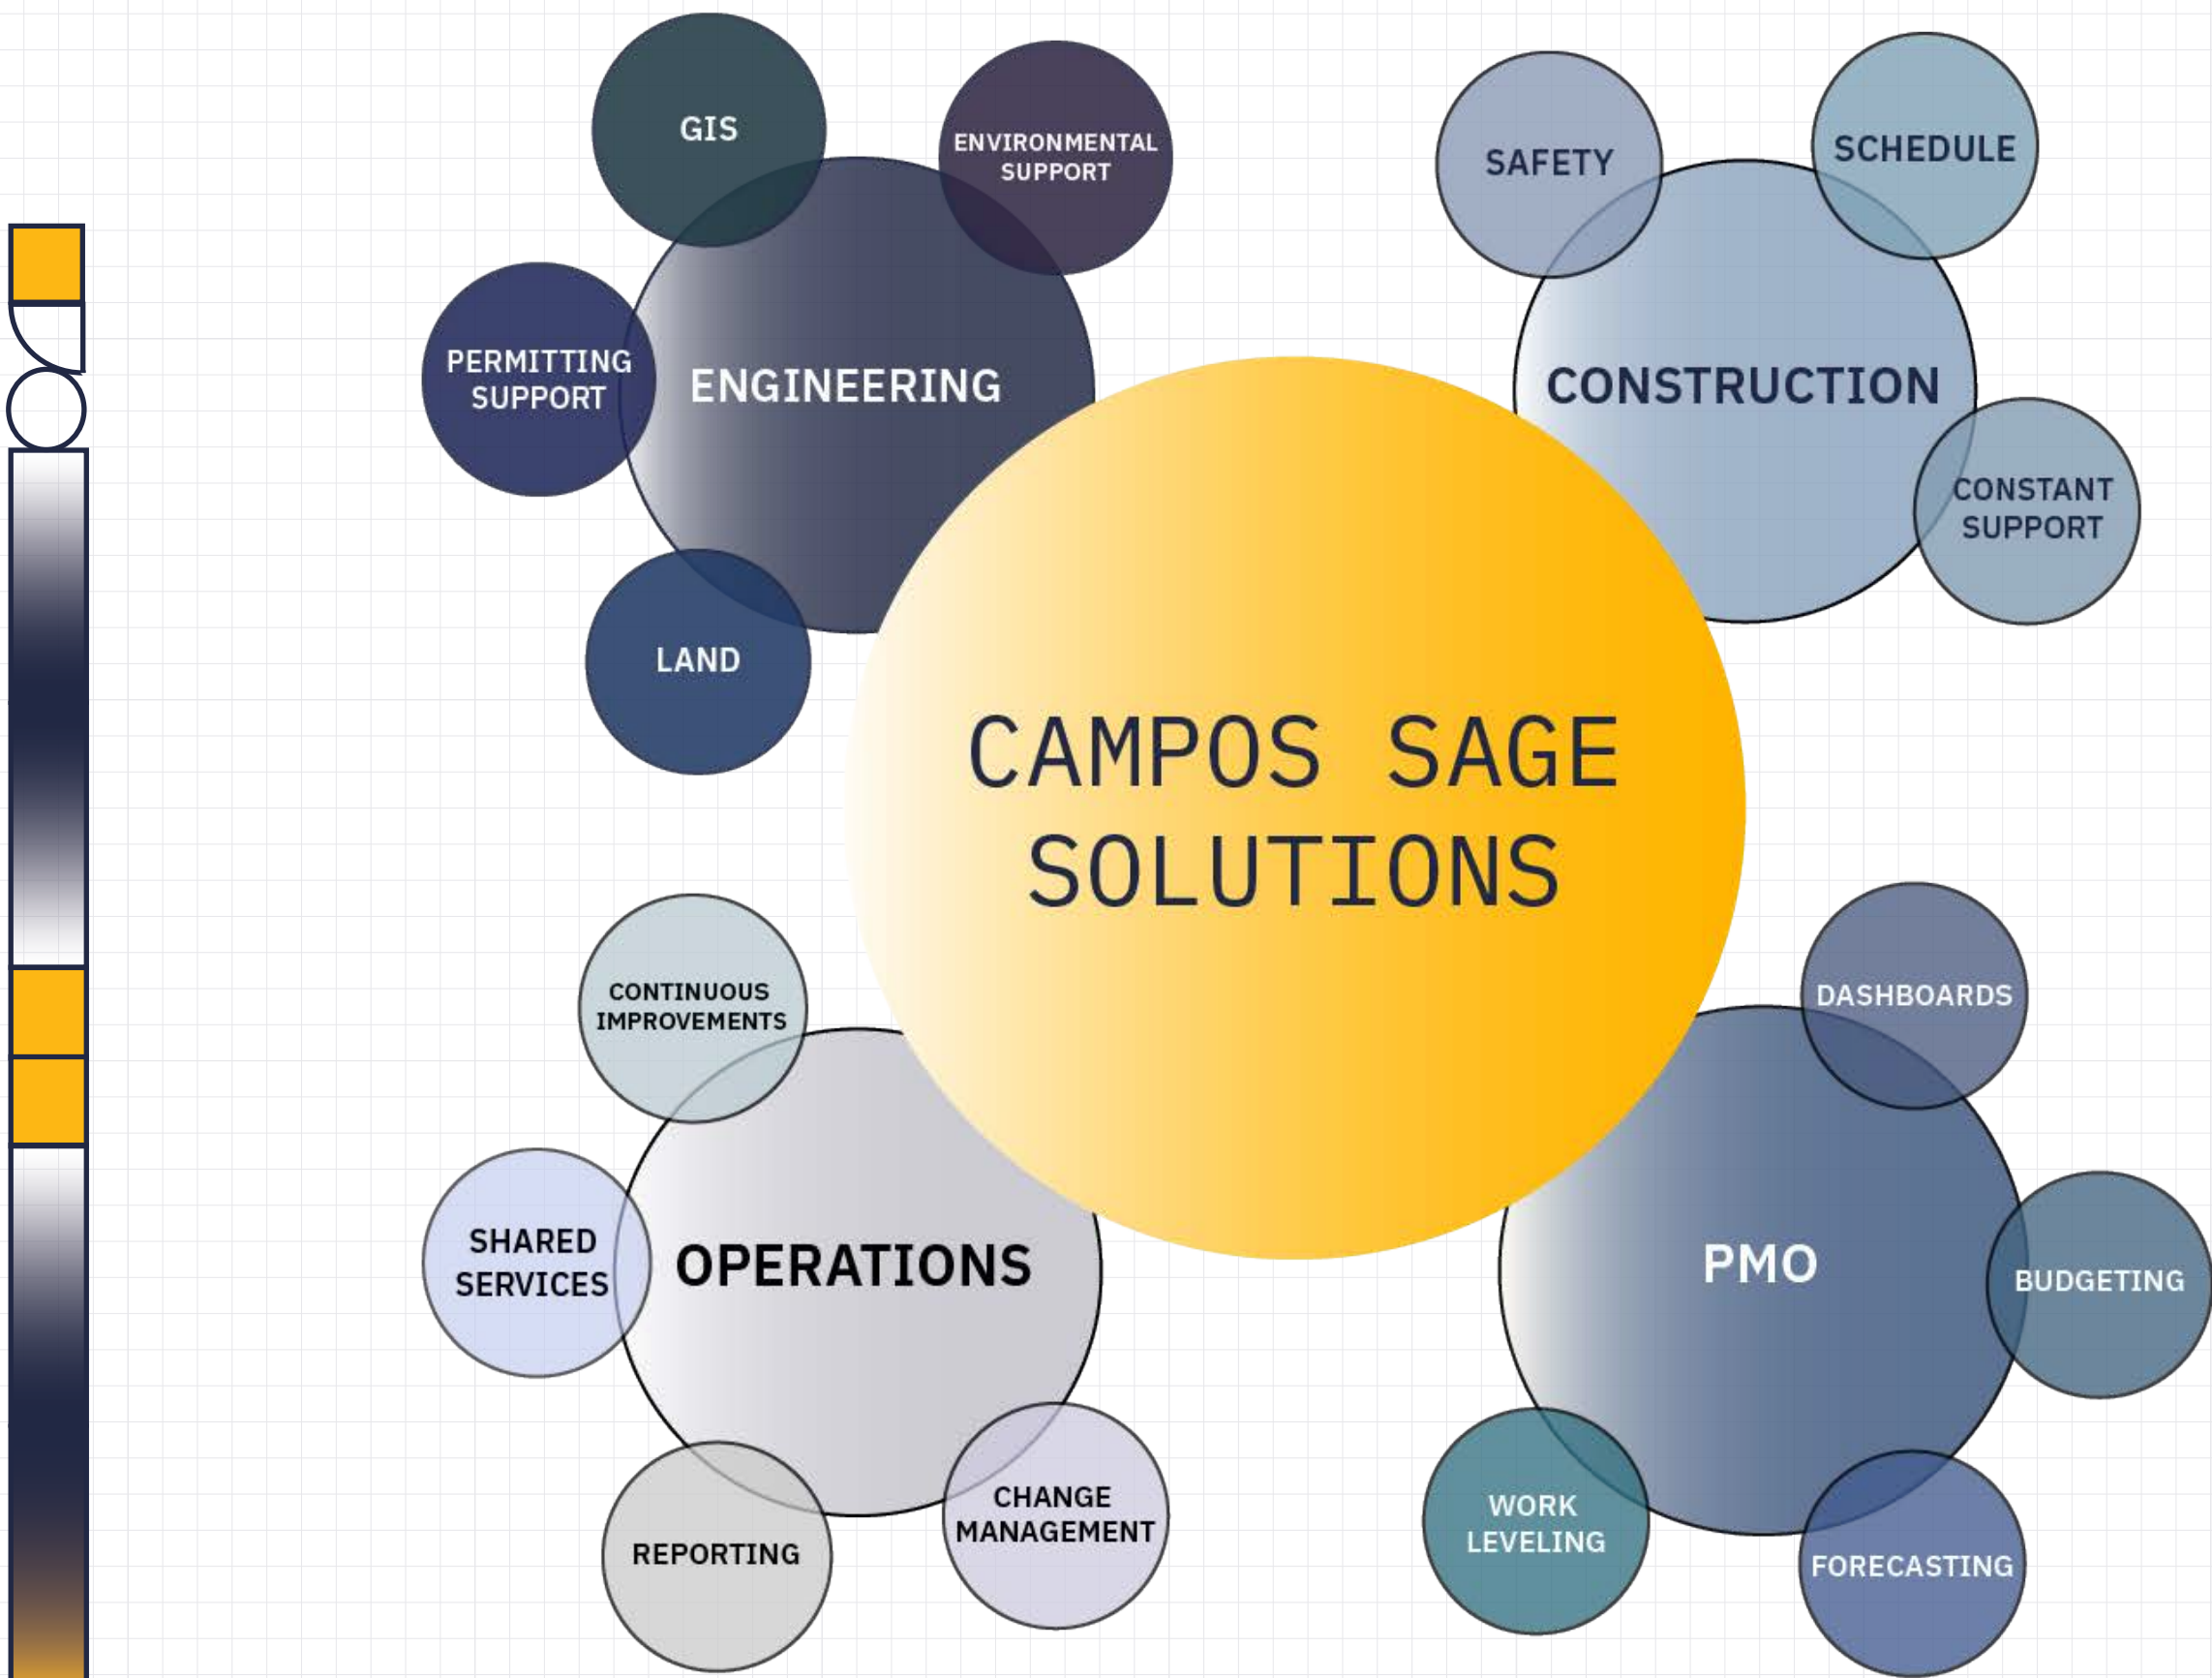 GIS
ENVIRONMENTAL
SUPPORT
PERMITTING
SUPPORT
ENGINEERING
LAND
SAFETY
SCHEDULE
CONSTRUCTION
CONSTANT
SUPPORT
CAMPOS SAGE
SOLUTIONS
CONTINUOUS
IMPROVEMENTS
SHARED
SERVICES
OPERATIONS
REPORTING
CHANGE
MANAGEMENT
DASHBOARDS
PMO
BUDGETING
WORK
LEVELING
FORECASTING